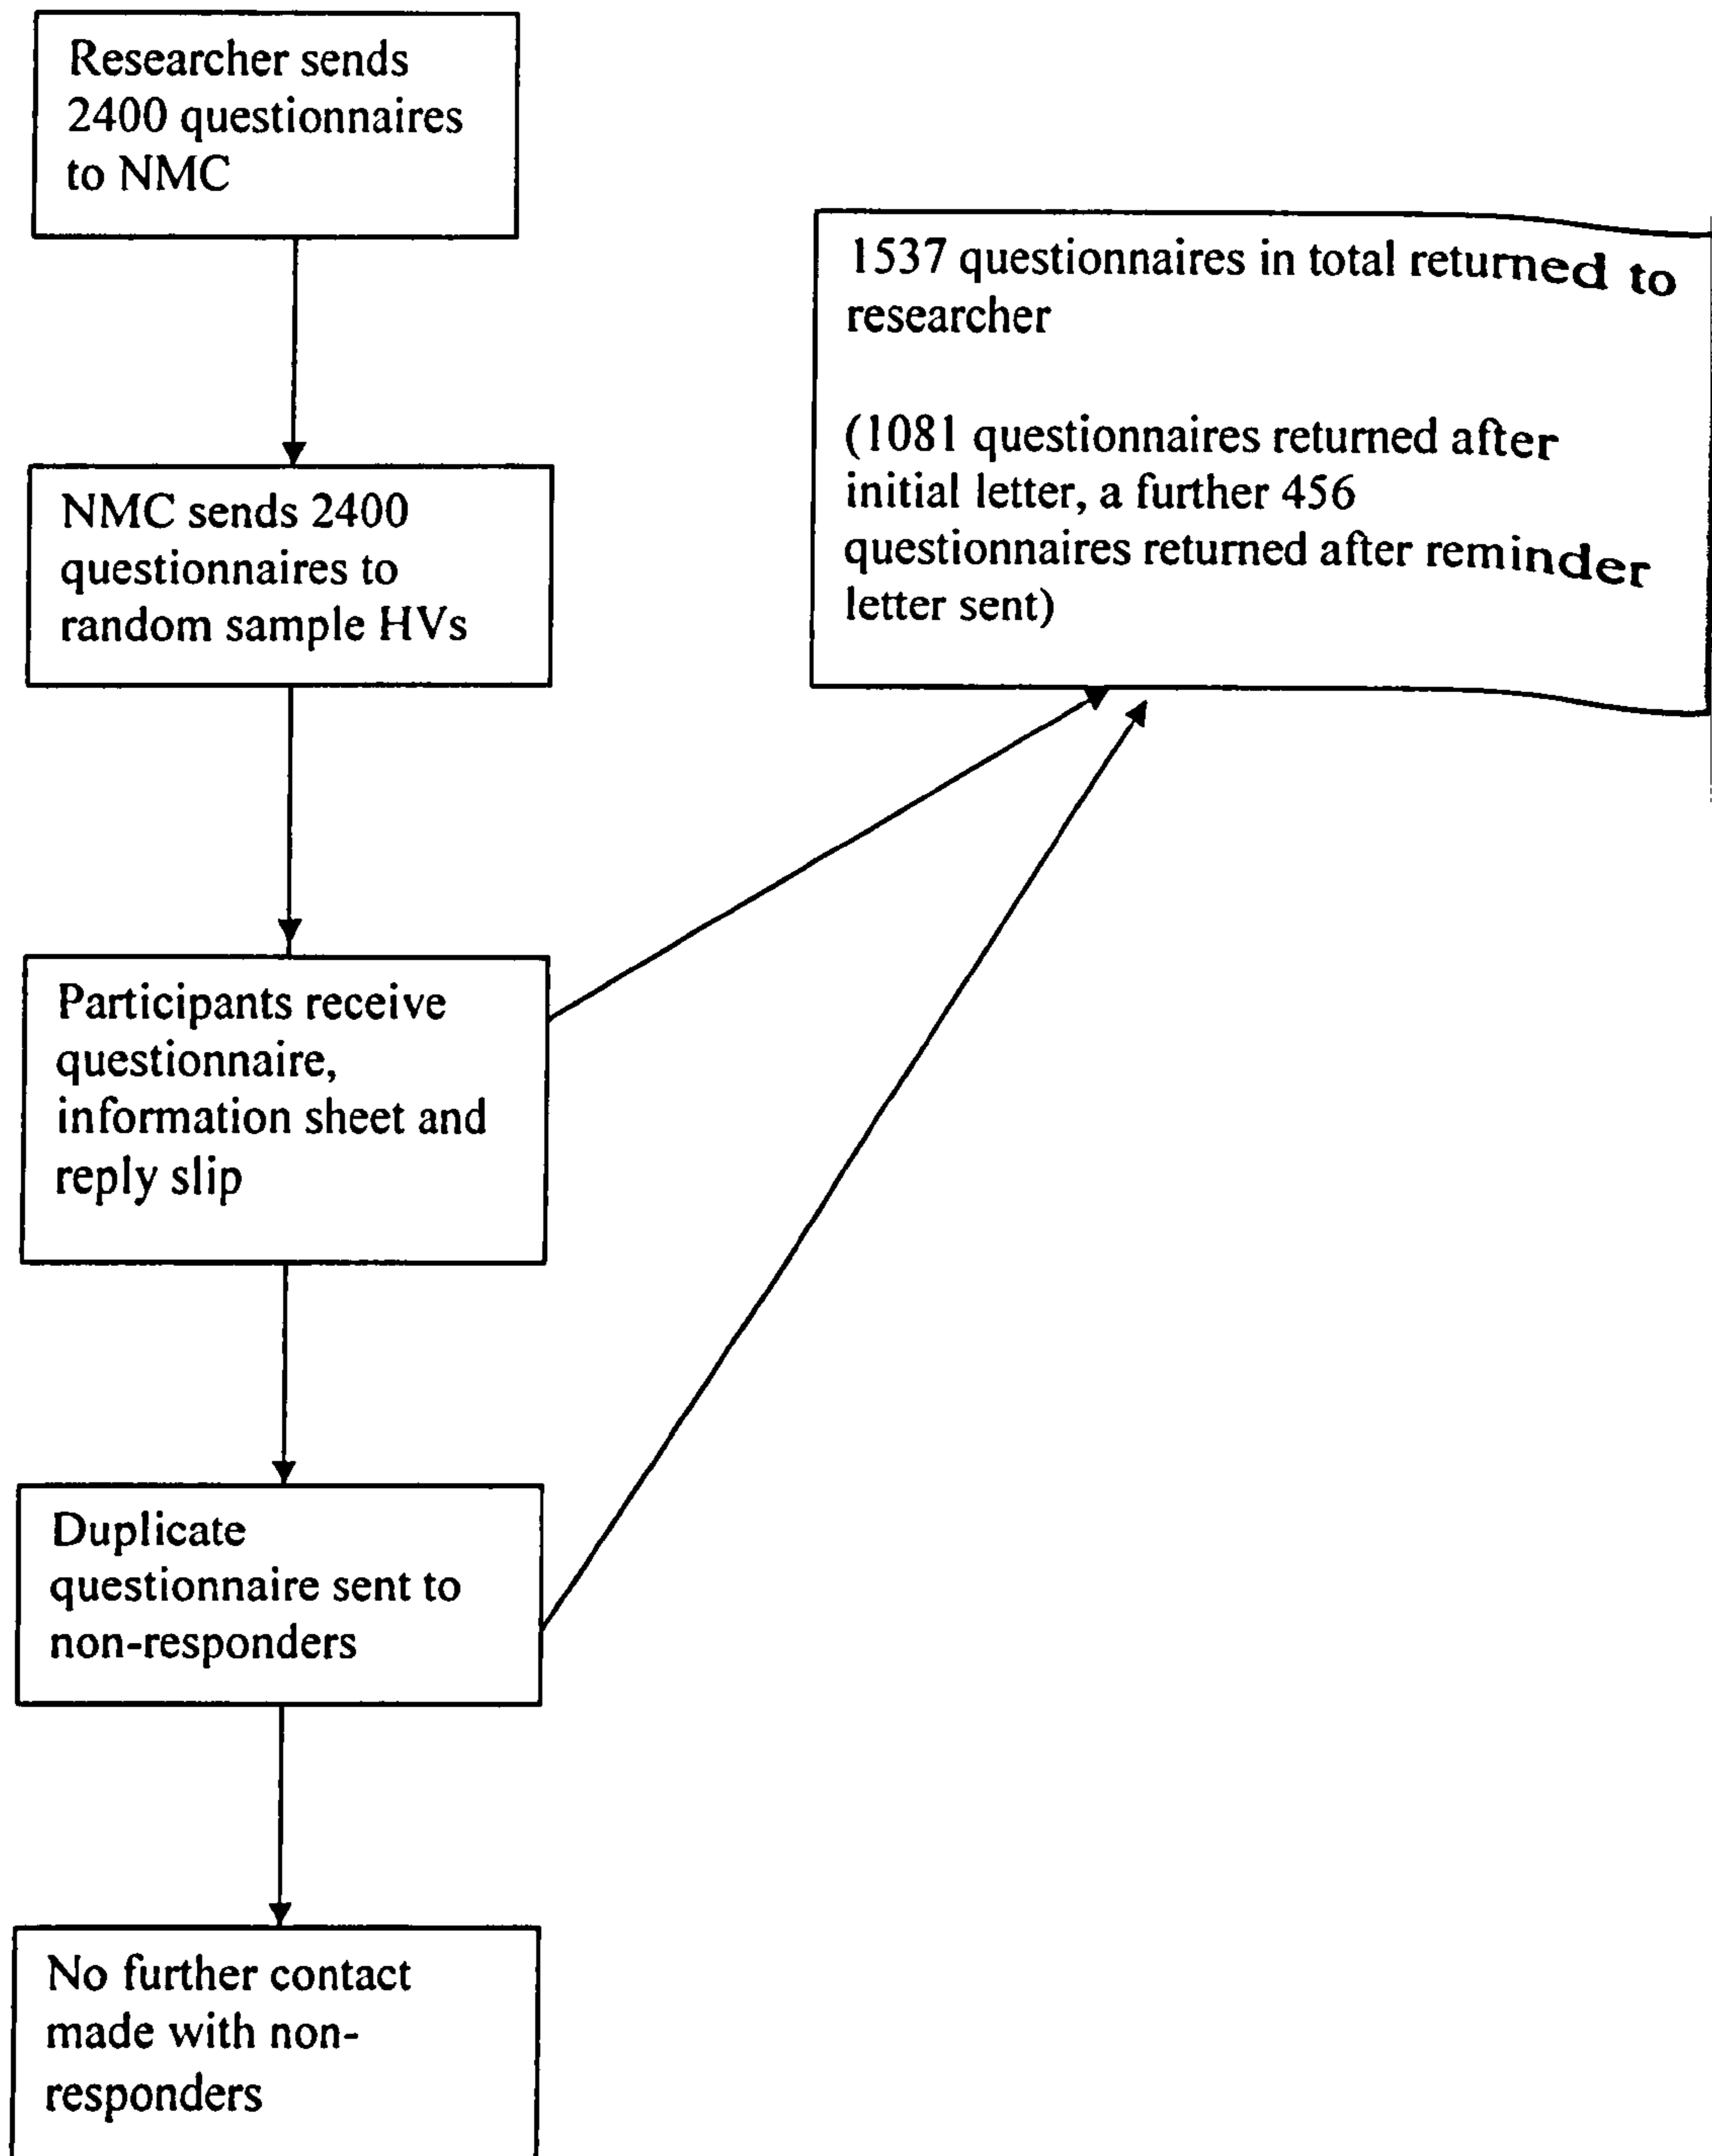 Researcher sends
2400 questionnaires
to NMC
1537 questionnaires in total returned to
researcher
(1081 questionnaires returned after
initial letter, a further 456
questionnaires returned after reminder
letter sent)
NMC sends 2400
questionnaires to
random sample HVs
Participants receive
questionnaire,
information sheet and
reply slip
Duplicate
questionnaire sent to
non-responders
No further contact
made with non-
responders